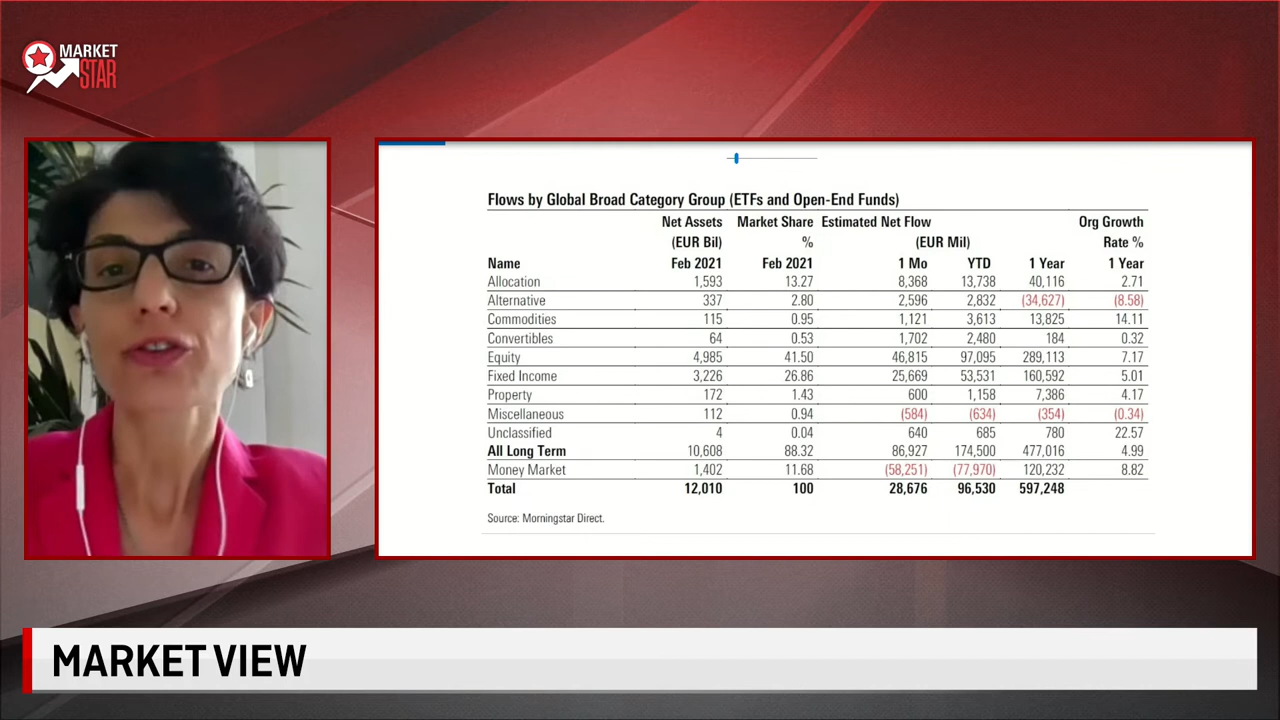 MARKET
STAR
Flows by Global Broad Category Group (ETFs and Open-End Funds)
Net Assets Market Share Estimated Net Flow Org Growth
(EUR Bil) % (EUR Mil) Rate %
Name Feb 2021 Feb 2021 1 Mo YTD 1 Year 1 Year
Allocation 1,593 13.27 8,368 13,738 40,116 2.71
Alternative 337 2.80 2,596 2,832 (34,627) (8.58)
Commodities 115 0.95 1,121 3,613 13,825 14.11
Convertibles 64 0.53 1,702 2,480 184 0.32
Equity 4,985 41.50 46,815 97,095 289,113 7.17
Fixed Income 3,226 26.86 25,669 53,531 160,592 5.01
Property 172 1.43 600 1,158 7,386 4.17
Miscellaneous 112 0.94 (584) (634) (354) (0.34)
Unclassified 4 0.04 640 685 780 22.57
All Long Term 10,608 88.32 86,927 174,500 477,016 4.99
Money Market 1,402 11.68 (58,251) (77,970) 120,232 8.82
Total 12,010 100 28,676 96,530 597,248
Source: Morningstar Direct.
MARKET VIEW